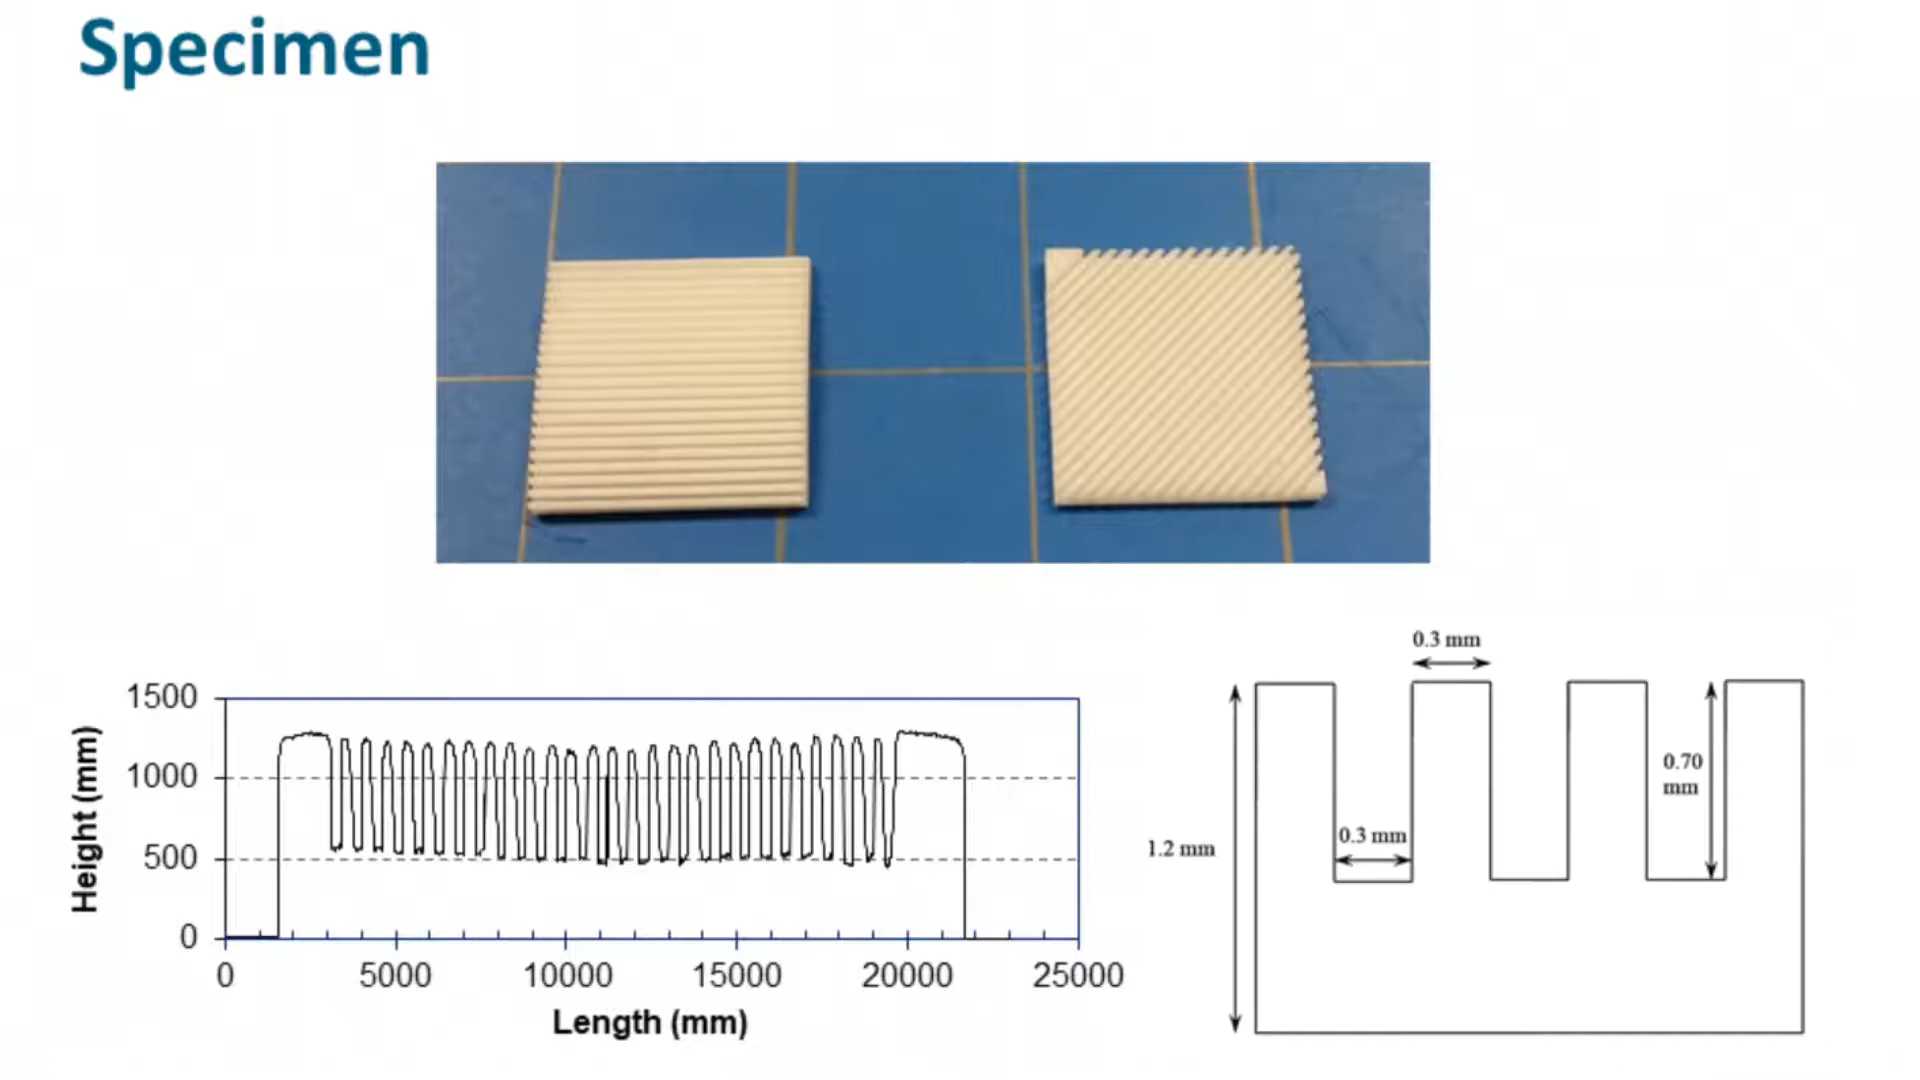 Specimen
1500
1000
500
0
Height (mm)
0 5000 10000 15000 20000 25000
Length (mm)
0.3 mm
0.70
mm
0.3 mm
1.2 mm